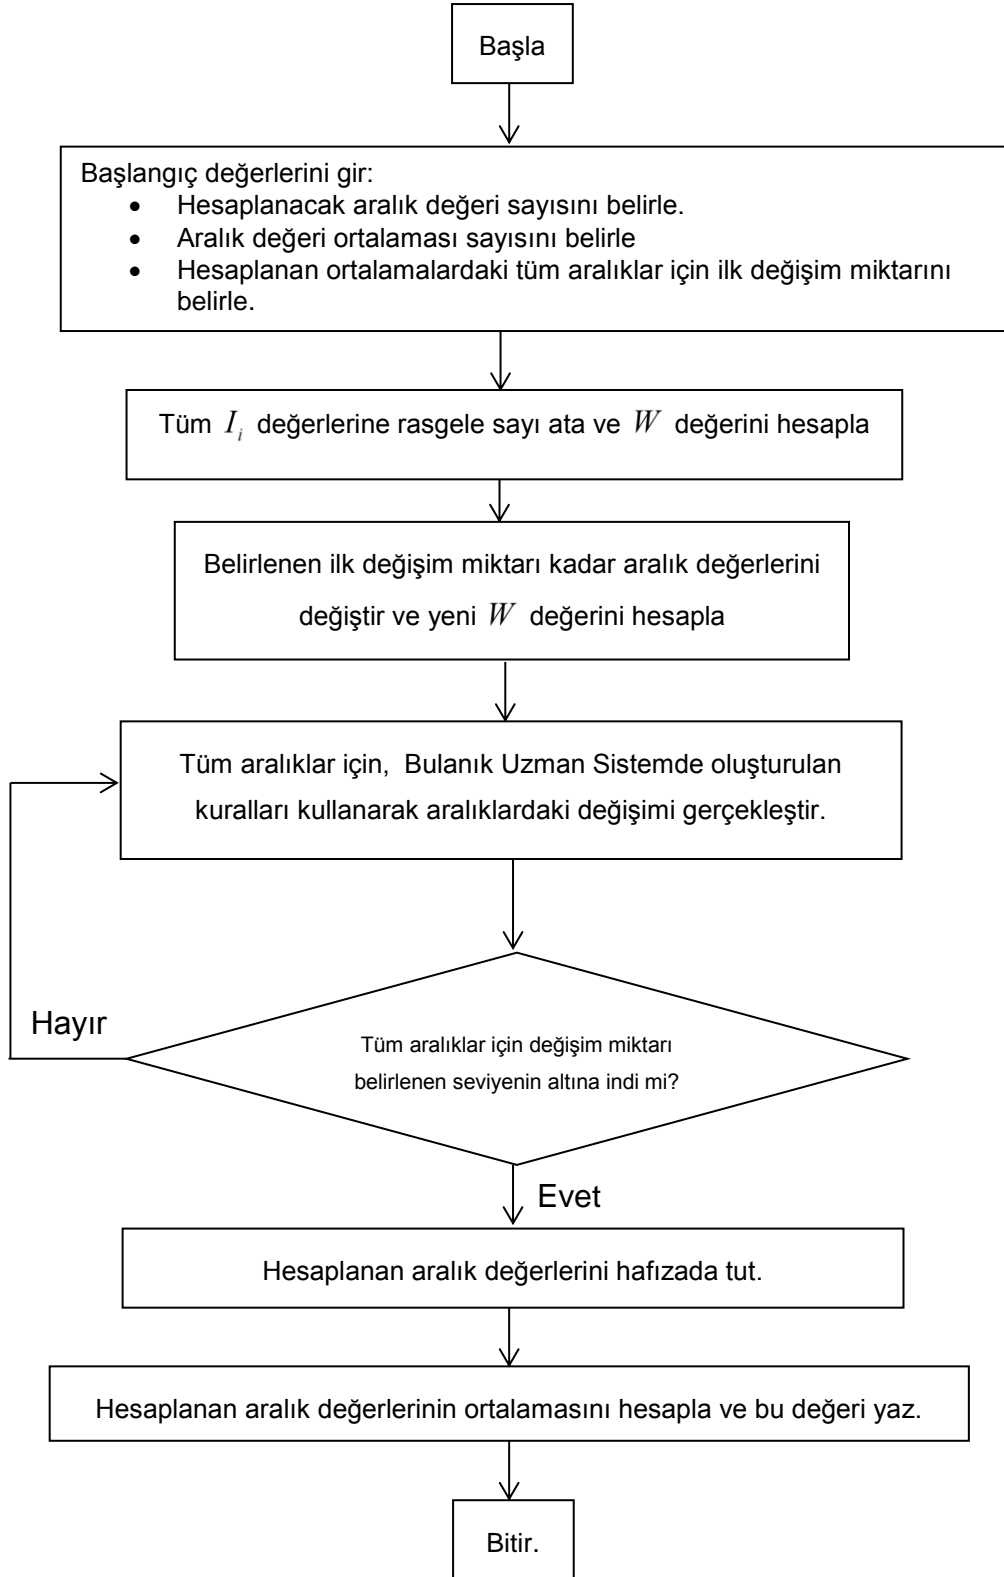 Başla
Başlangıç değerlerini gir:
• Hesaplanacak aralık değeri sayısını belirle.
• Aralık değeri ortalaması sayısını belirle
• Hesaplanan ortalamalardaki tüm aralıklar için ilk değişim miktarını
belirle.
Tüm I_i değerlerine rasgele sayı ata ve W değerini hesapla
Belirlenen ilk değişim miktarı kadar aralık değerlerini
değiştir ve yeni W değerini hesapla
Tüm aralıklar için, Bulanık Uzman Sistemde oluşturulan
kuralları kullanarak aralıklardaki değişimi gerçekleştir.
Hayır
Tüm aralıklar için değişim miktarı
belirlenen seviyenin altına indi mi?
Evet
Hesaplanan aralık değerlerini hafızada tut.
Hesaplanan aralık değerlerinin ortalamasını hesapla ve bu değeri yaz.
Bitir.